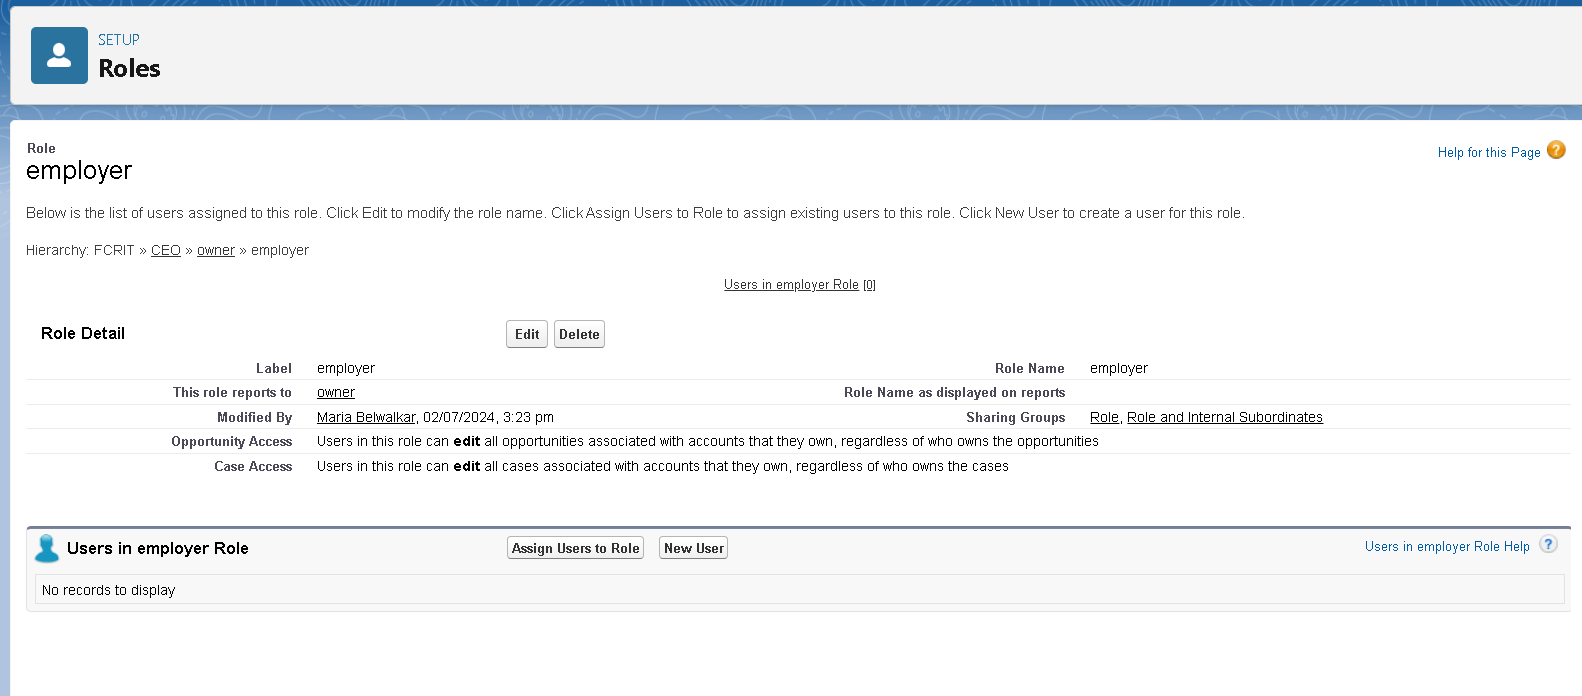 SETUP
Roles
Role
employer
Help for this Page ?
Below is the list of users assigned to this role. Click Edit to modify the role name. Click Assign Users to Role to assign existing users to this role. Click New User to create a user for this role.
Hierarchy: FCRIT » CEO » owner » employer
Users in employer Role [0]
Role Detail Edit Delete
Label employer Role Name employer
This role reports to owner Role Name as displayed on reports
Modified By Maria Belwalkar, 02/07/2024, 3:23 pm Sharing Groups Role, Role and Internal Subordinates
Opportunity Access Users in this role can edit all opportunities associated with accounts that they own, regardless of who owns the opportunities
Case Access Users in this role can edit all cases associated with accounts that they own, regardless of who owns the cases
Users in employer Role Assign Users to Role New User Users in employer Role Help ?
No records to display